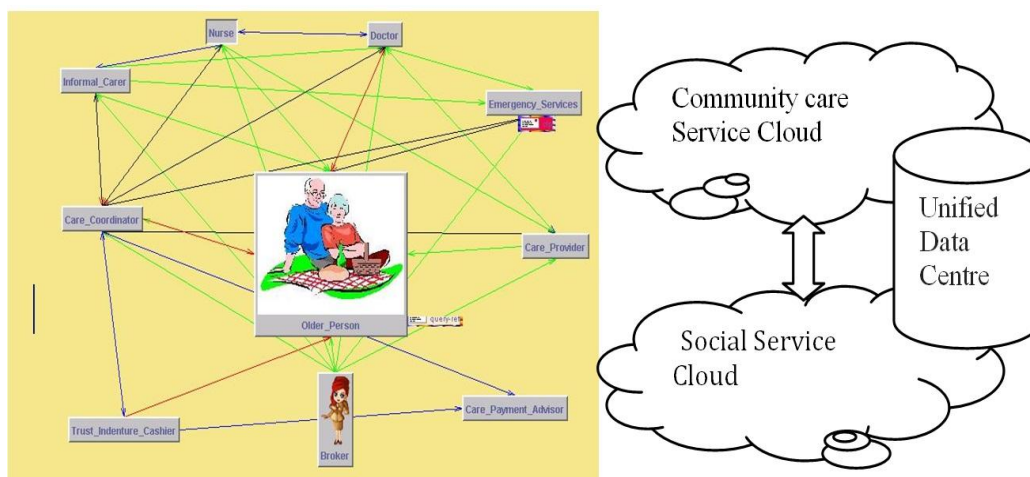 Nurse
Doctor
Informal_Carer
Emergency_Services
Care_Coordinator
Care_Provider
Older_Person
Trust_Indenture_Cashier
Broker
Care_Payment_Advisor
Community care
Service Cloud
Unified
Data
Centre
Social Service
Cloud